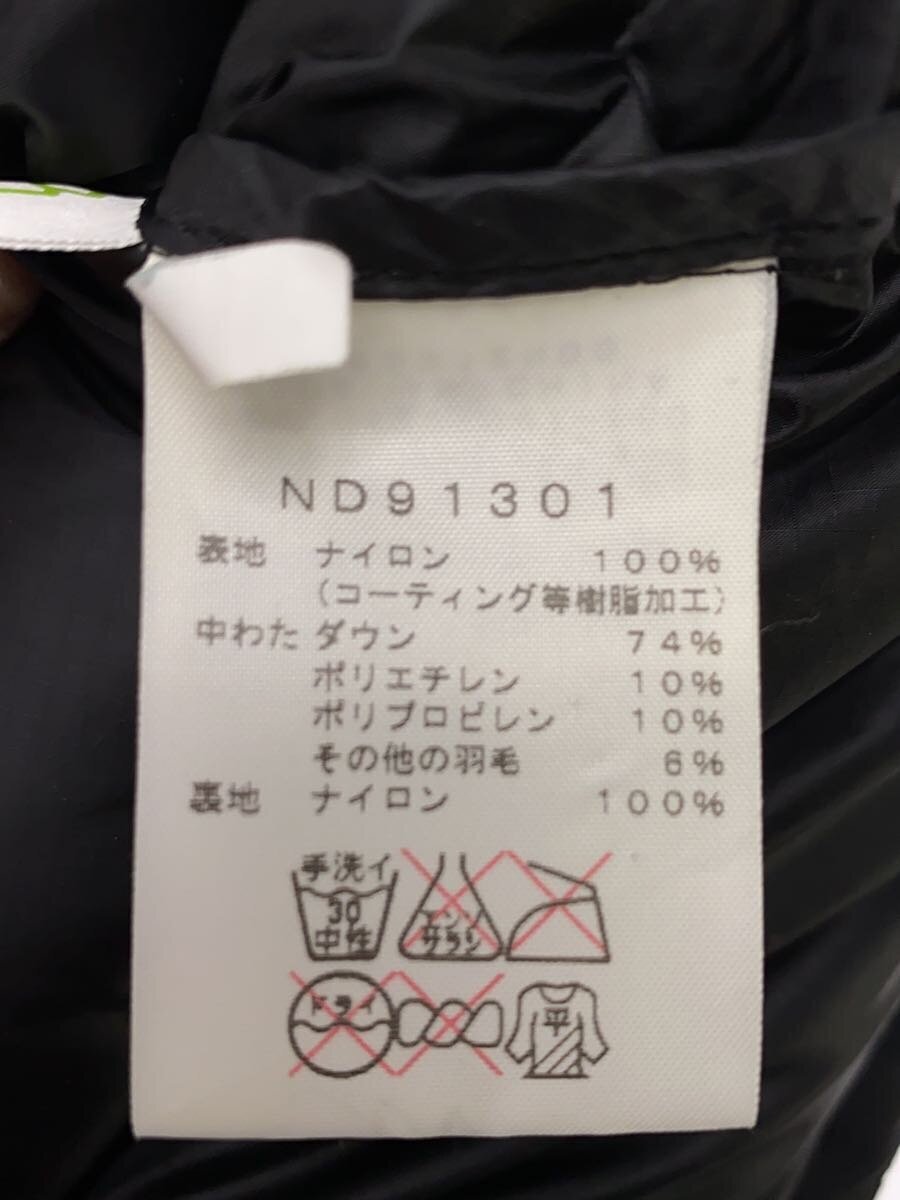 ND91301
表地 ナイロン 100%
(コーティング等樹脂加工)
中わた ダウン 74%
ポリエチレン 10%
ポリプロピレン 10%
その他の羽毛 6%
裏地 ナイロン 100%
手洗イ
30
中性
エンソ
サラシ
ドライ
平